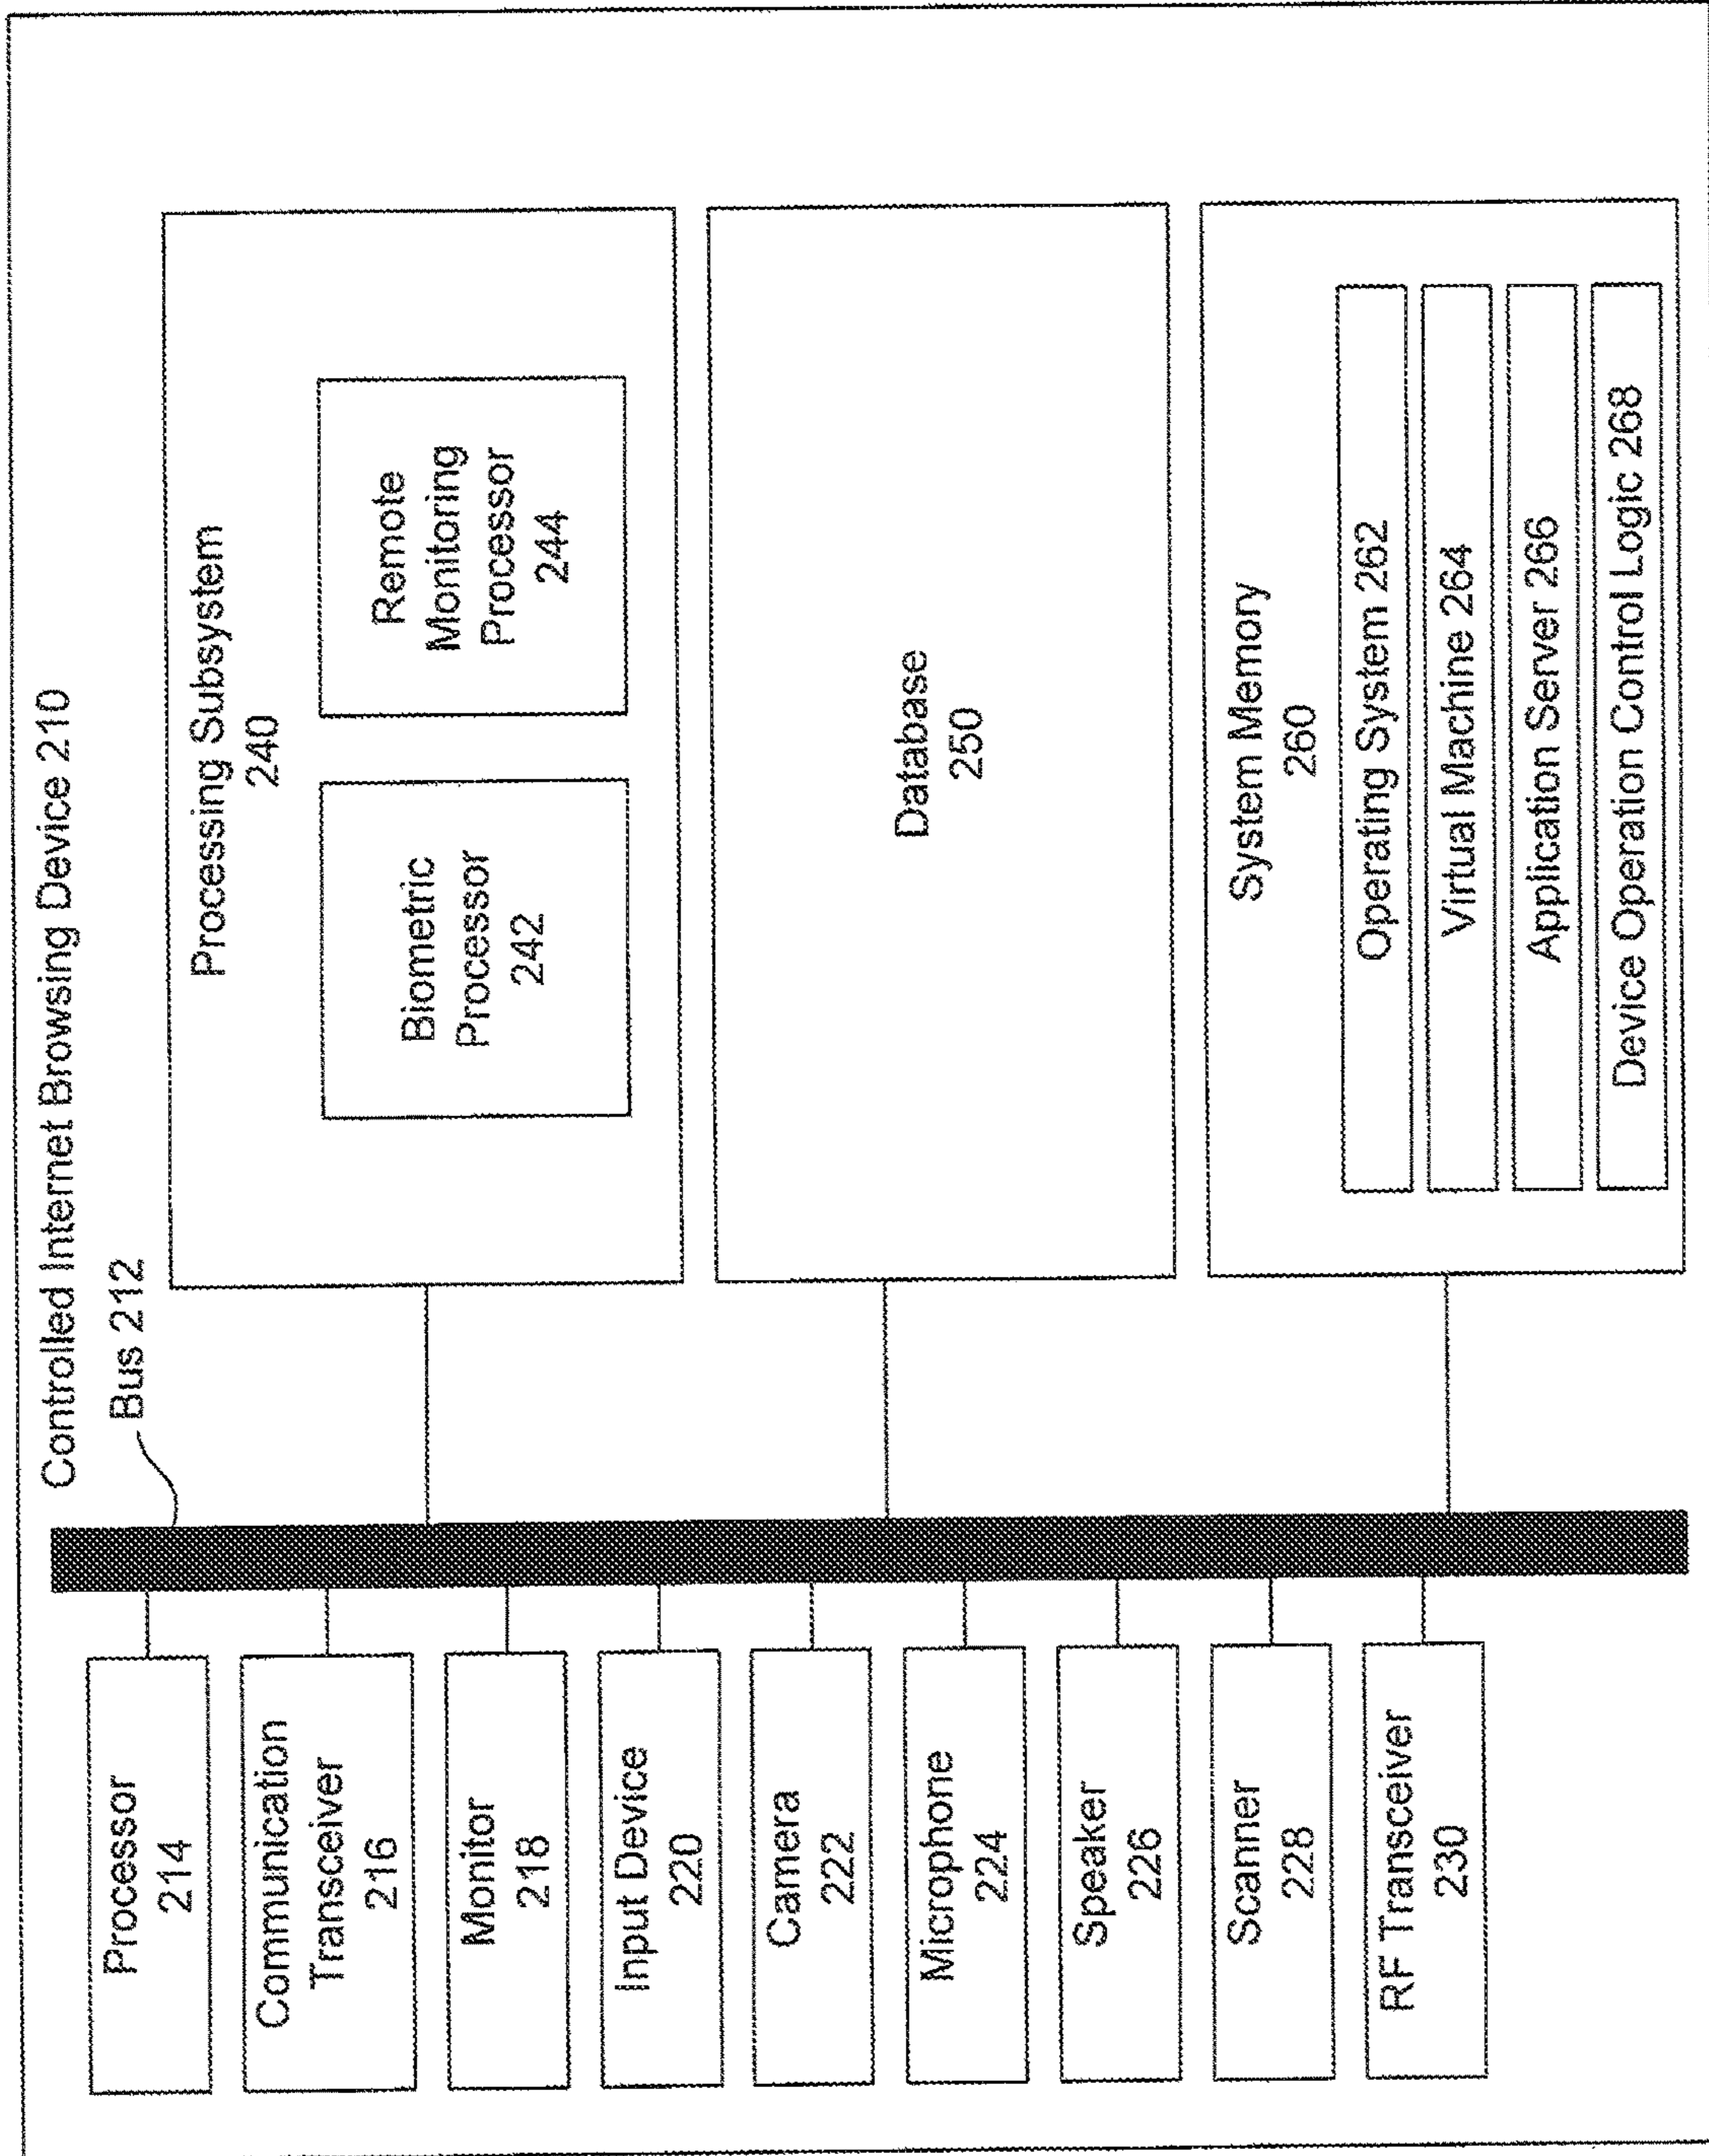 Controlled Internet Browsing Device 210
Bus 212
Processor
214
Communication
Transceiver
216
Monitor
218
Input Device
220
Camera
222
Microphone
224
Speaker
226
Scanner
228
RF Transceiver
230
Processing Subsystem
240
Biometric
Processor
242
Remote
Monitoring
Processor
244
Database
250
System Memory
260
Operating System 262
Virtual Machine 264
Application Server 266
Device Operation Control Logic 268